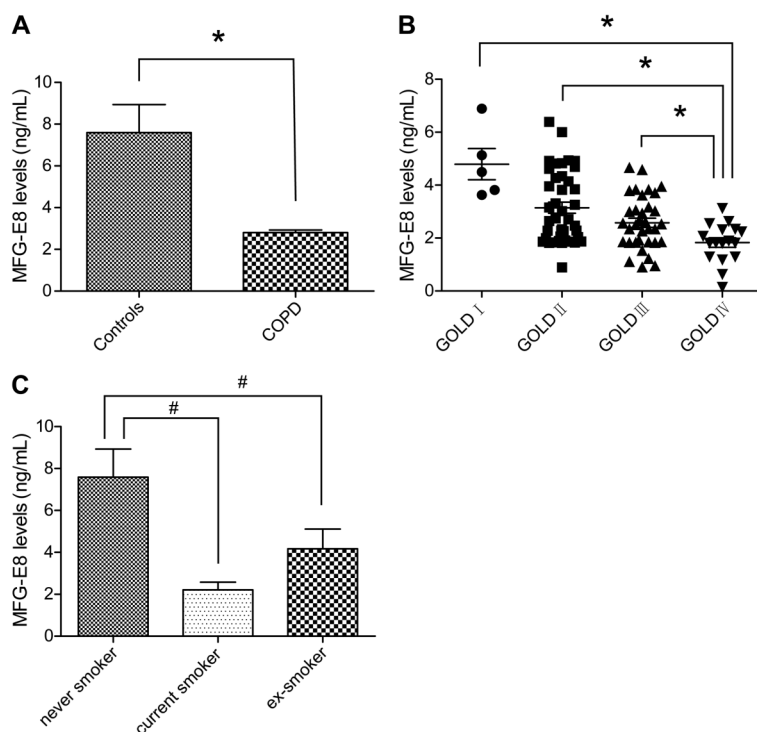 A
*
MFG-E8 levels (ng/mL)
10
8
6
4
2
0
Controls
COPD
B
*
*
*
MFG-E8 levels (ng/mL)
8
6
4
2
0
GOLD Ⅰ
GOLD Ⅱ
GOLD Ⅲ
GOLD Ⅳ
C
#
#
MFG-E8 levels (ng/mL)
10
8
6
4
2
0
never smoker
current smoker
ex-smoker